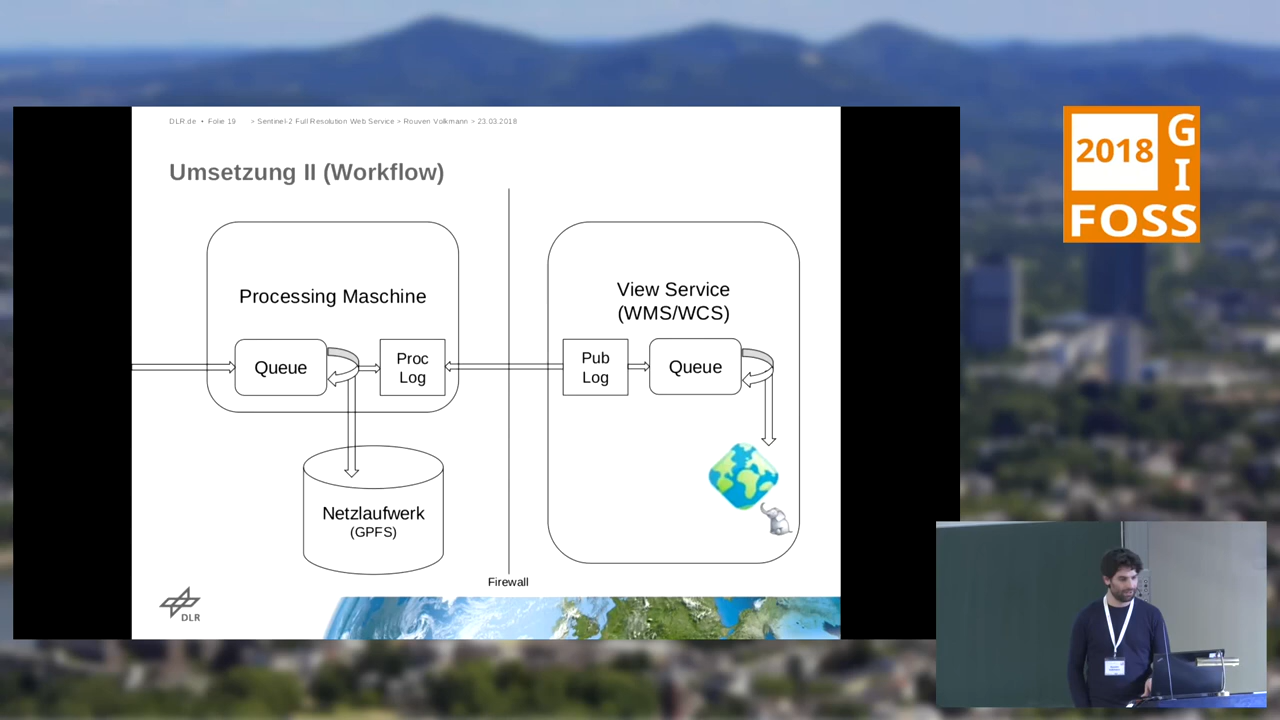 DLR.de • Folie 19 > Sentinel-2 Full Resolution Web Service > Rouven Volkmann > 23.03.2018
Umsetzung II (Workflow)
Processing Maschine
Queue
Proc
Log
Netzlaufwerk
(GPFS)
Firewall
View Service
(WMS/WCS)
Pub
Log
Queue
DLR
2018
G
I
FOSS